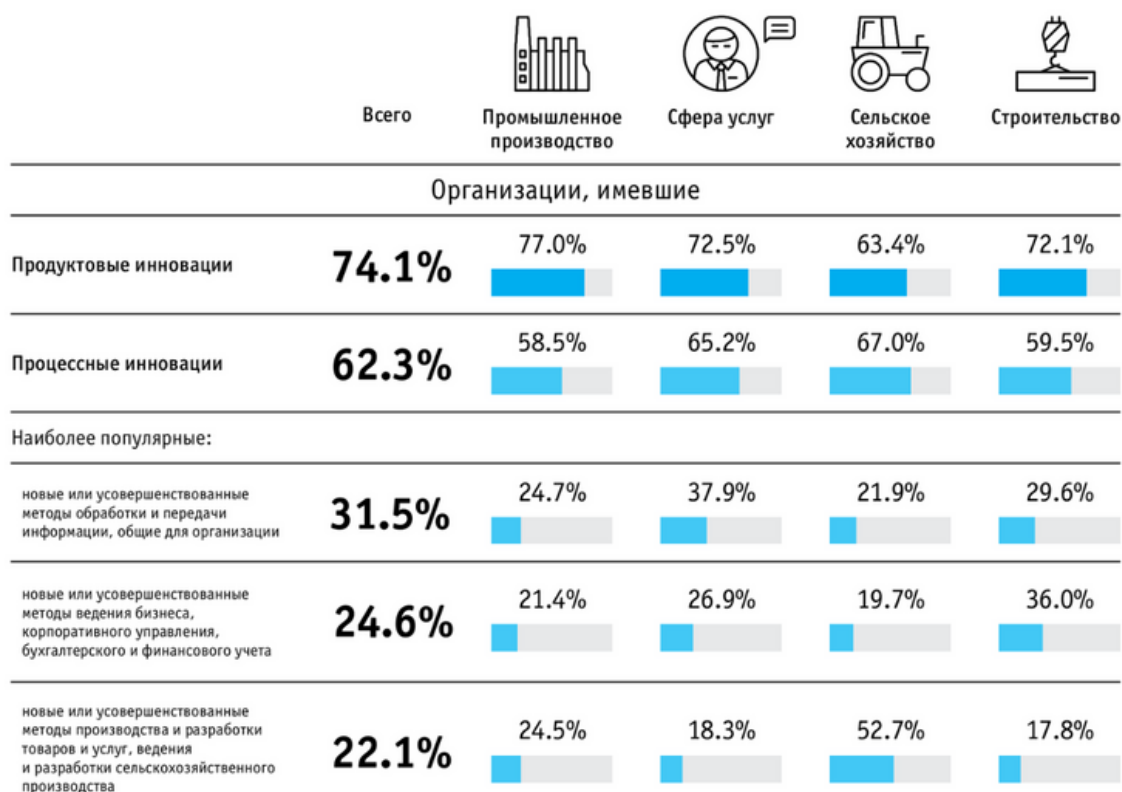 Всего
Промышленное
производство
Сфера услуг
Сельское
хозяйство
Строительство
Организации, имевшие
Продуктовые инновации
74.1%
77.0%
72.5%
63.4%
72.1%
Процессные инновации
62.3%
58.5%
65.2%
67.0%
59.5%
Наиболее популярные:
новые или усовершенствованные
методы обработки и передачи
информации, общие для организации
31.5%
24.7%
37.9%
21.9%
29.6%
новые или усовершенствованные
методы ведения бизнеса,
корпоративного управления,
бухгалтерского и финансового учета
24.6%
21.4%
26.9%
19.7%
36.0%
новые или усовершенствованные
методы производства и разработки
товаров и услуг, ведения
и разработки сельскохозяйственного
производства
22.1%
24.5%
18.3%
52.7%
17.8%